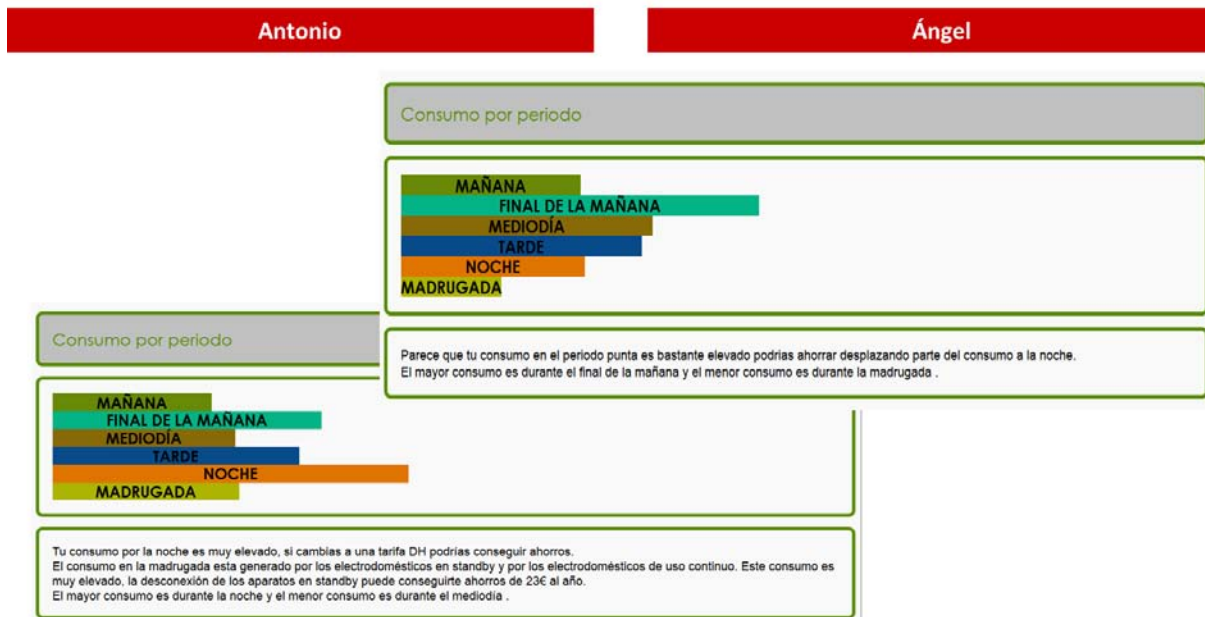 Antonio
Ángel
Consumo por periodo
MAÑANA
FINAL DE LA MAÑANA
MEDIODÍA
TARDE
NOCHE
MADRUGADA
Parece que tu consumo en el periodo punta es bastante elevado podrias ahorrar desplazando parte del consumo a la noche.
El mayor consumo es durante el final de la mañana y el menor consumo es durante la madrugada .
Consumo por periodo
MAÑANA
FINAL DE LA MAÑANA
MEDIODÍA
TARDE
NOCHE
MADRUGADA
Tu consumo por la noche es muy elevado, si cambias a una tarifa DH podrías conseguir ahorros.
El consumo en la madrugada esta generado por los electrodomésticos en standby y por los electrodomésticos de uso continuo. Este consumo es
muy elevado, la desconexión de los aparatos en standby puede conseguirte ahorros de 23€ al año.
El mayor consumo es durante la noche y el menor consumo es durante el mediodía .